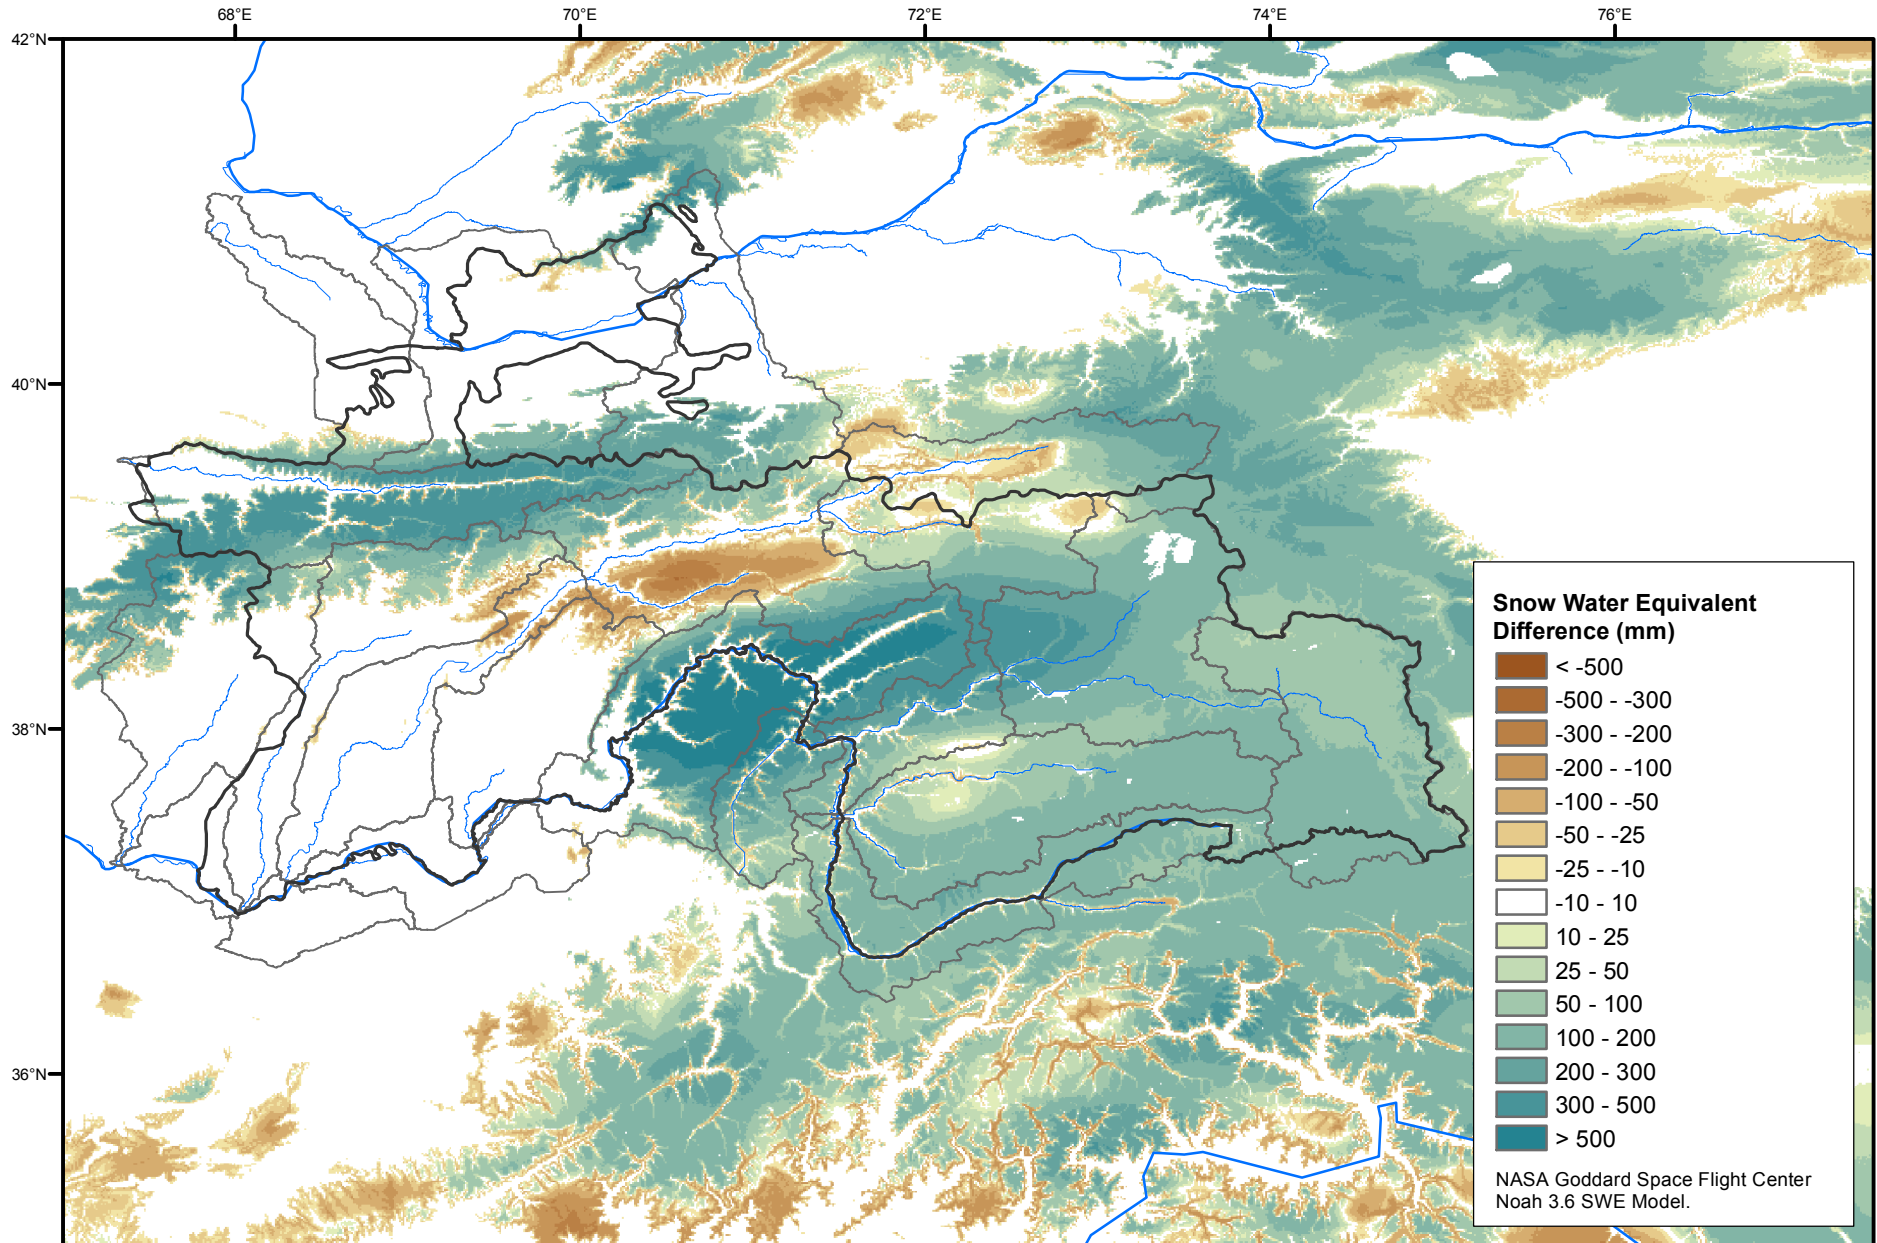 68°E 70°E 72°E 74°E 76°E
42°N
40°N
38°N
36°N
Snow Water Equivalent
Difference (mm)
< -500
-500 - -300
-300 - -200
-200 - -100
-100 - -50
-50 - -25
-25 - -10
-10 - 10
10 - 25
25 - 50
50 - 100
100 - 200
200 - 300
300 - 500
> 500
NASA Goddard Space Flight Center
Noah 3.6 SWE Model.